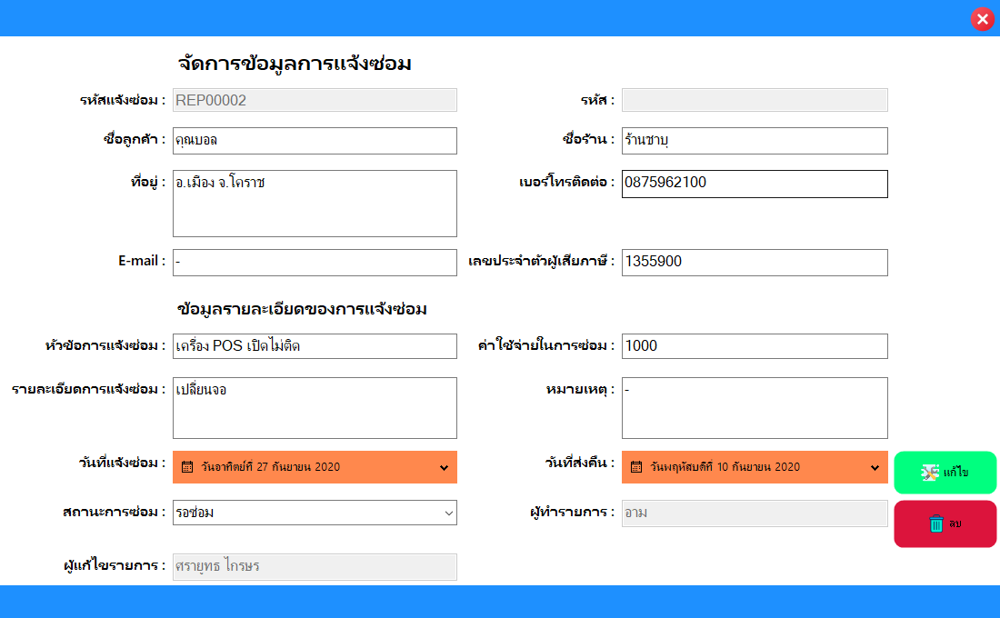 จัดการข้อมูลการแจ้งซ่อม
รหัสแจ้งซ่อม : REP00002 รหัส :
ชื่อลูกค้า : คุณบอล ชื่อร้าน : ร้านชาบุ
ที่อยู่ : อ.เมือง จ.โคราช เบอร์โทรติดต่อ : 0875962100
E-mail : - เลขประจำตัวผู้เสียภาษี : 1355900
ข้อมูลรายละเอียดของการแจ้งซ่อม
หัวข้อการแจ้งซ่อม : เครื่อง POS เปิดไม่ติด ค่าใช้จ่ายในการซ่อม : 1000
รายละเอียดการแจ้งซ่อม : เปลี่ยนจอ หมายเหตุ : -
วันที่แจ้งซ่อม : วันอาทิตย์ที่ 27 กันยายน 2020 วันที่ส่งคืน : วันพฤหัสบดีที่ 10 กันยายน 2020 แก้ไข
สถานะการซ่อม : รอซ่อม ผู้ทำรายการ : อาม ลบ
ผู้แก้ไขรายการ : ศรายุทธ ไกรษร